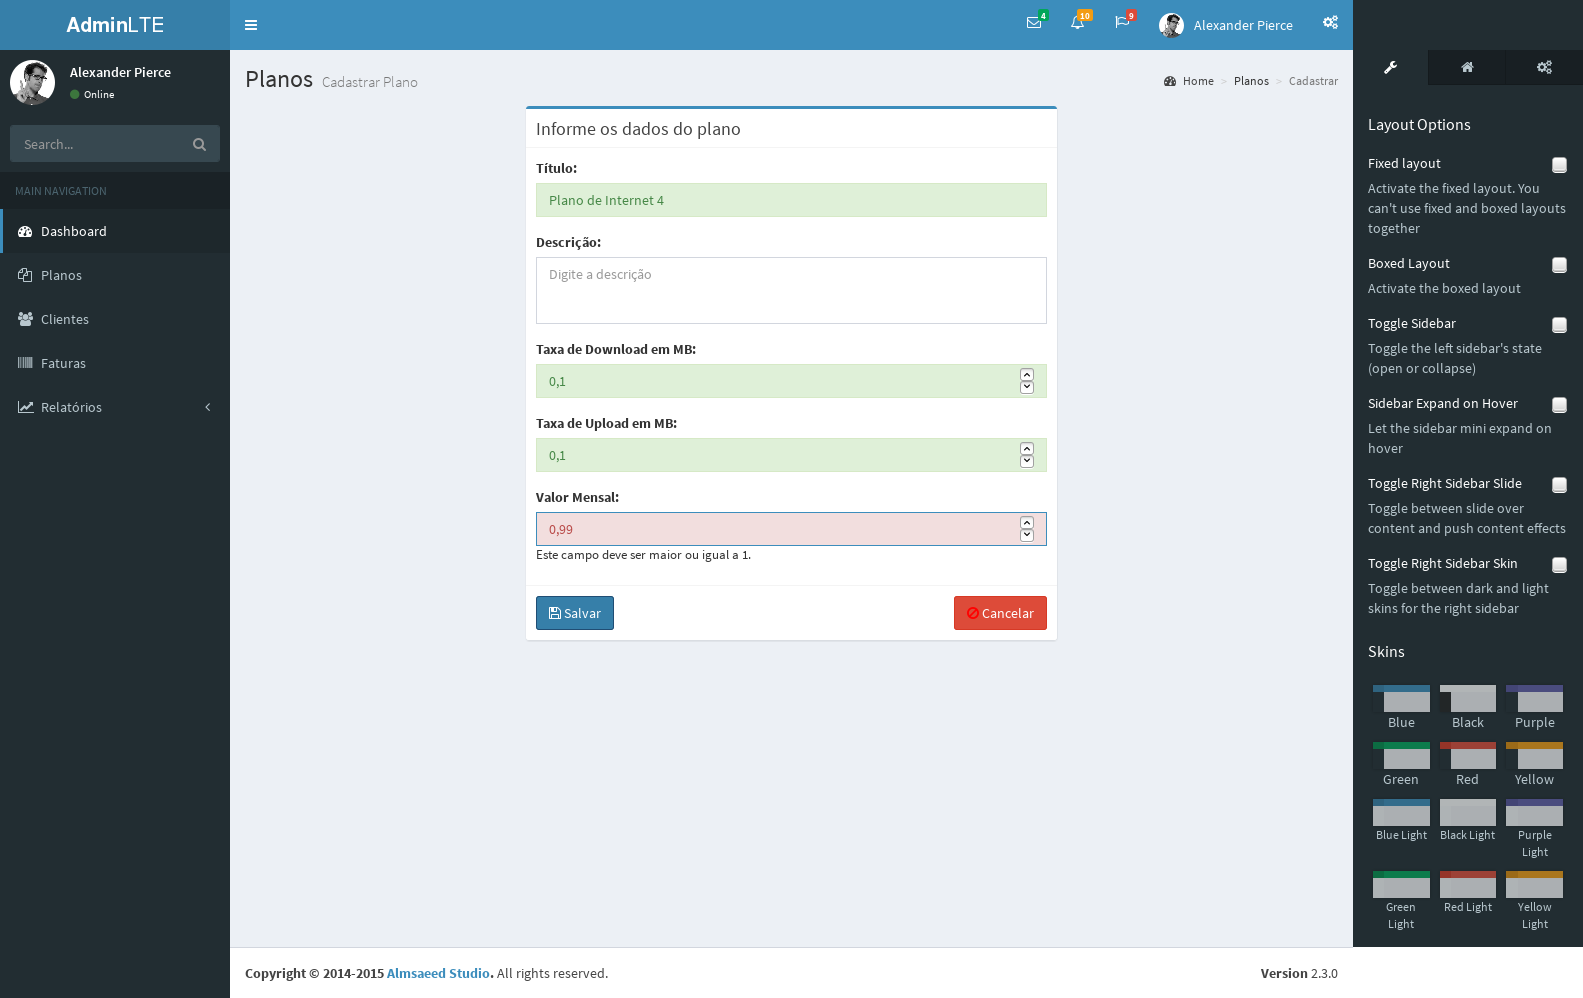 AdminLTE
4
10
9
Alexander Pierce
Alexander Pierce
Online
Search...
MAIN NAVIGATION
Dashboard
Planos
Clientes
Faturas
Relatórios
Planos Cadastrar Plano
Home > Planos > Cadastrar
Informe os dados do plano
Título:
Plano de Internet 4
Descrição:
Digite a descrição
Taxa de Download em MB:
0,1
Taxa de Upload em MB:
0,1
Valor Mensal:
0,99
Este campo deve ser maior ou igual a 1.
Salvar
Cancelar
Layout Options
Fixed layout
Activate the fixed layout. You
can't use fixed and boxed layouts
together
Boxed Layout
Activate the boxed layout
Toggle Sidebar
Toggle the left sidebar's state
(open or collapse)
Sidebar Expand on Hover
Let the sidebar mini expand on
hover
Toggle Right Sidebar Slide
Toggle between slide over
content and push content effects
Toggle Right Sidebar Skin
Toggle between dark and light
skins for the right sidebar
Skins
Blue
Black
Purple
Green
Red
Yellow
Blue Light
Black Light
Purple
Light
Green
Light
Red Light
Yellow
Light
Copyright © 2014-2015 Almsaeed Studio. All rights reserved.
Version 2.3.0